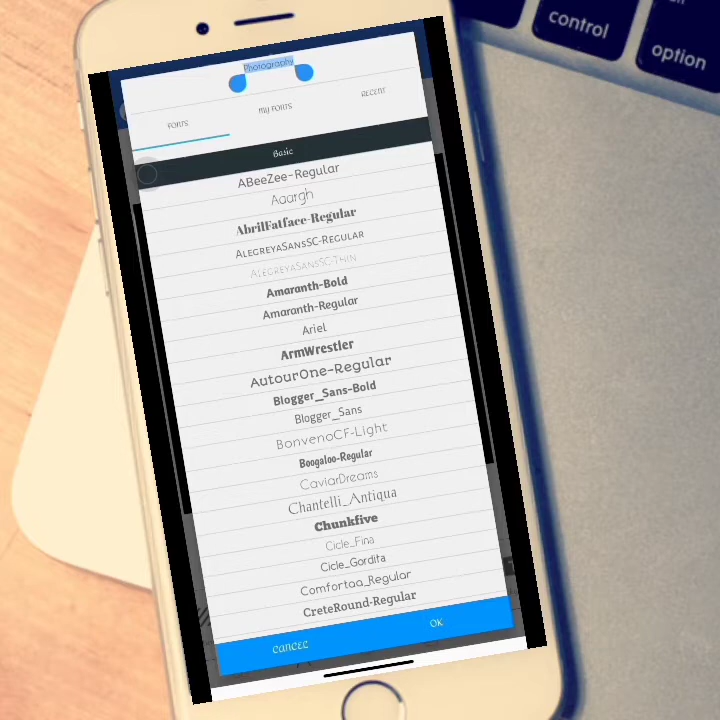 control
option
Photography
FONTS MY FONTS RECENT
Basic
ABeeZee-Regular
Aaargh
AbrilFatface-Regular
AlegreyaSansSC-Regular
AlegreyaSansSC-Thin
Amaranth-Bold
Amaranth-Regular
Ariel
ArmWrestler
AutourOne-Regular
Blogger_Sans-Bold
Blogger_Sans
BonvenoCF-Light
Boogaloo-Regular
CaviarDreams
Chantelli_Antiqua
Chunkfive
Cicle_Fina
Cicle_Gordita
Comfortaa_Regular
CreteRound-Regular
CANCEL OK